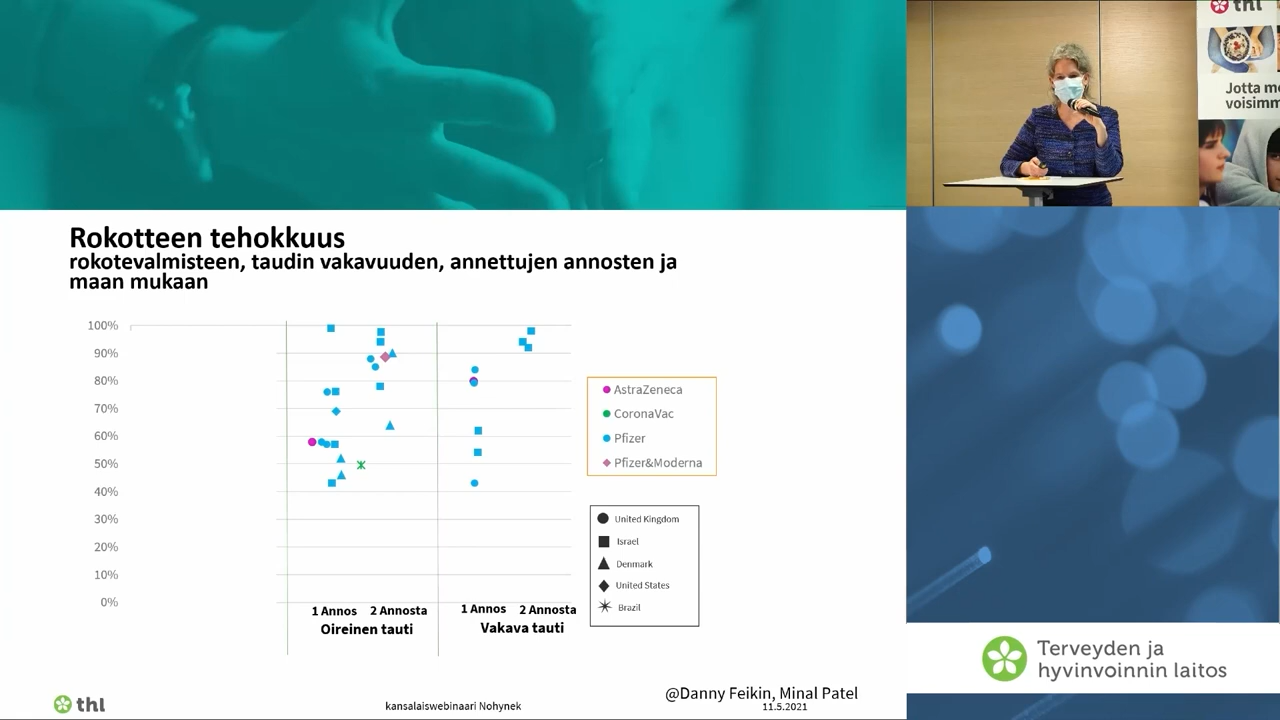 Rokotteen tehokkuus
rokotevalmisteen, taudin vakavuuden, annettujen annosten ja
maan mukaan
100%
90%
80%
70%
60%
50%
40%
30%
20%
10%
0%
1 Annos 2 Annosta
Oireinen tauti
1 Annos 2 Annosta
Vakava tauti
AstraZeneca
CoronaVac
Pfizer
Pfizer&Moderna
United Kingdom
Israel
Denmark
United States
Brazil
thl
kansalaiswebinaari Nohynek
@Danny Feikin, Minal Patel
11.5.2021
thl
Jotta
voisimm
Terveyden ja
hyvinvoinnin laitos